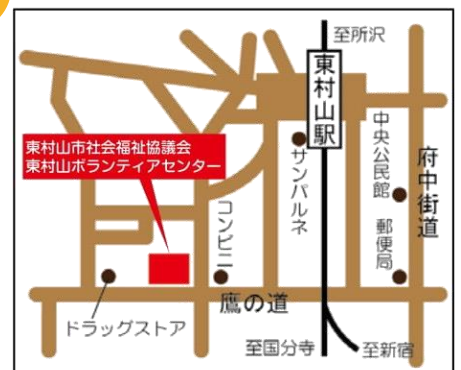 至所沢
東村山駅
中央公民館
府中街道
東村山市社会福祉協議会
東村山ボランティアセンター
サンパルネ
コンビニ
郵便局
鷹の道
ドラッグストア
至国分寺
至新宿